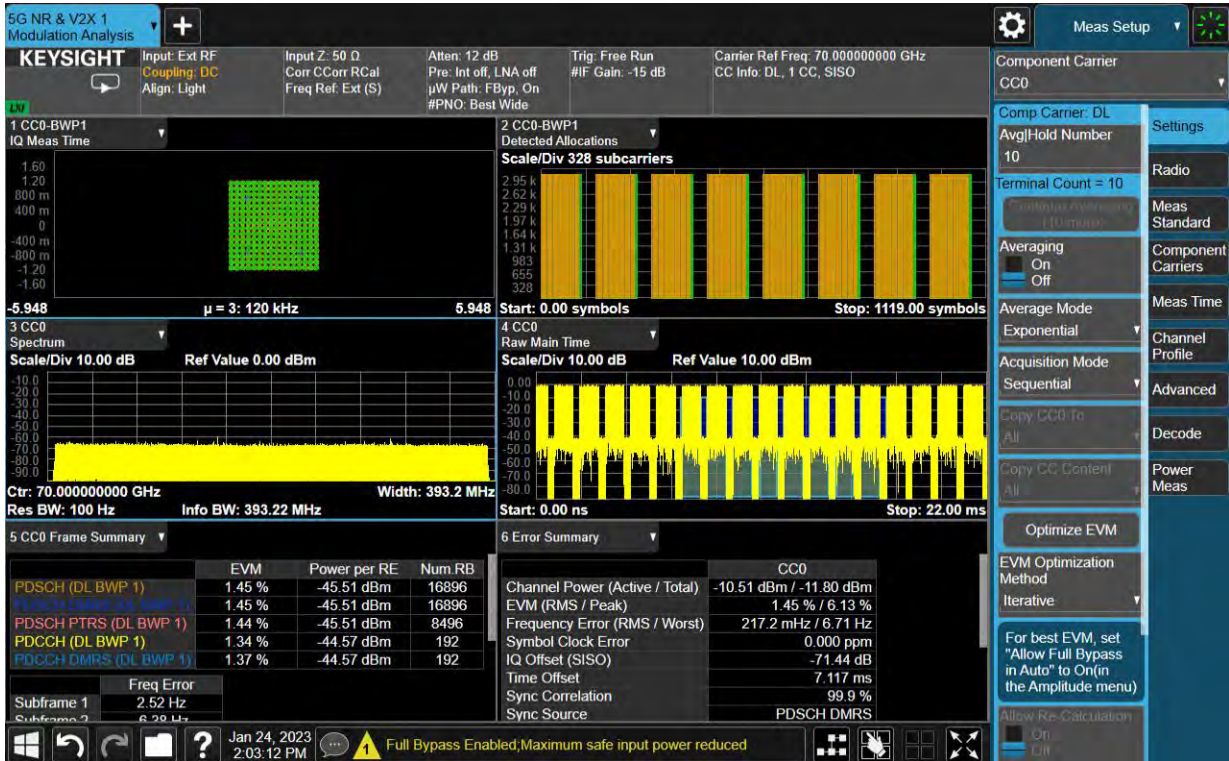 5G NR & V2X 1
Modulation Analysis
+
Meas Setup
KEYSIGHT
LXI
Input: Ext RF
Coupling: DC
Align: Light
Input Z: 50 Ω
Corr CCorr RCal
Freq Ref: Ext (S)
Atten: 12 dB
Pre: Int off, LNA off
µW Path: FByp, On
#PNO: Best Wide
Trig: Free Run
#IF Gain: -15 dB
Carrier Ref Freq: 70.000000000 GHz
CC Info: DL, 1 CC, SISO
1 CC0-BWP1
IQ Meas Time
1.60
1.20
800 m
400 m
0
-400 m
-800 m
-1.20
-1.60
-5.948 µ = 3: 120 kHz 5.948
2 CC0-BWP1
Detected Allocations
Scale/Div 328 subcarriers
2.95 k
2.62 k
2.29 k
1.97 k
1.64 k
1.31 k
983
655
328
Start: 0.00 symbols Stop: 1119.00 symbols
3 CC0
Spectrum
Scale/Div 10.00 dB Ref Value 0.00 dBm
-10.0
-20.0
-30.0
-40.0
-50.0
-60.0
-70.0
-80.0
-90.0
Ctr: 70.000000000 GHz Width: 393.2 MHz
Res BW: 100 Hz Info BW: 393.22 MHz
4 CC0
Raw Main Time
Scale/Div 10.00 dB Ref Value 10.00 dBm
0.00
-10.0
-20.0
-30.0
-40.0
-50.0
-60.0
-70.0
-80.0
Start: 0.00 ns Stop: 22.00 ms
5 CC0 Frame Summary
EVM Power per RE Num.RB
PDSCH (DL BWP 1) 1.45 % -45.51 dBm 16896
PDSCH DMRS (DL BWP 1) 1.45 % -45.51 dBm 16896
PDSCH PTRS (DL BWP 1) 1.44 % -45.51 dBm 8496
PDCCH (DL BWP 1) 1.34 % -44.57 dBm 192
PDCCH DMRS (DL BWP 1) 1.37 % -44.57 dBm 192
Freq Error
Subframe 1 2.52 Hz
Subframe 2 6.28 Hz
6 Error Summary
CC0
Channel Power (Active / Total) -10.51 dBm / -11.80 dBm
EVM (RMS / Peak) 1.45 % / 6.13 %
Frequency Error (RMS / Worst) 217.2 mHz / 6.71 Hz
Symbol Clock Error 0.000 ppm
IQ Offset (SISO) -71.44 dB
Time Offset 7.117 ms
Sync Correlation 99.9 %
Sync Source PDSCH DMRS
Component Carrier
CC0
Comp Carrier: DL
Avg|Hold Number
10
Terminal Count = 10
Continue Averaging
(10 more)
Averaging
On
Off
Average Mode
Exponential
Acquisition Mode
Sequential
Copy CC0 To
All
Copy CC Content
All
Optimize EVM
EVM Optimization
Method
Iterative
For best EVM, set
"Allow Full Bypass
in Auto" to On(in
the Amplitude menu)
Allow Re-Calculation
On
Off
Settings
Radio
Meas
Standard
Component
Carriers
Meas Time
Channel
Profile
Advanced
Decode
Power
Meas
?
Jan 24, 2023
2:03:12 PM
1
Full Bypass Enabled;Maximum safe input power reduced